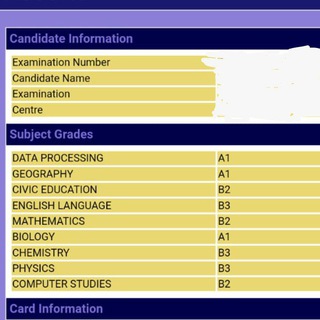 Candidate Information
Examination Number
Candidate Name
Examination
Centre
Subject Grades
DATA PROCESSING A1
GEOGRAPHY A1
CIVIC EDUCATION B2
ENGLISH LANGUAGE B3
MATHEMATICS B2
BIOLOGY A1
CHEMISTRY B3
PHYSICS B3
COMPUTER STUDIES B2
Card Information